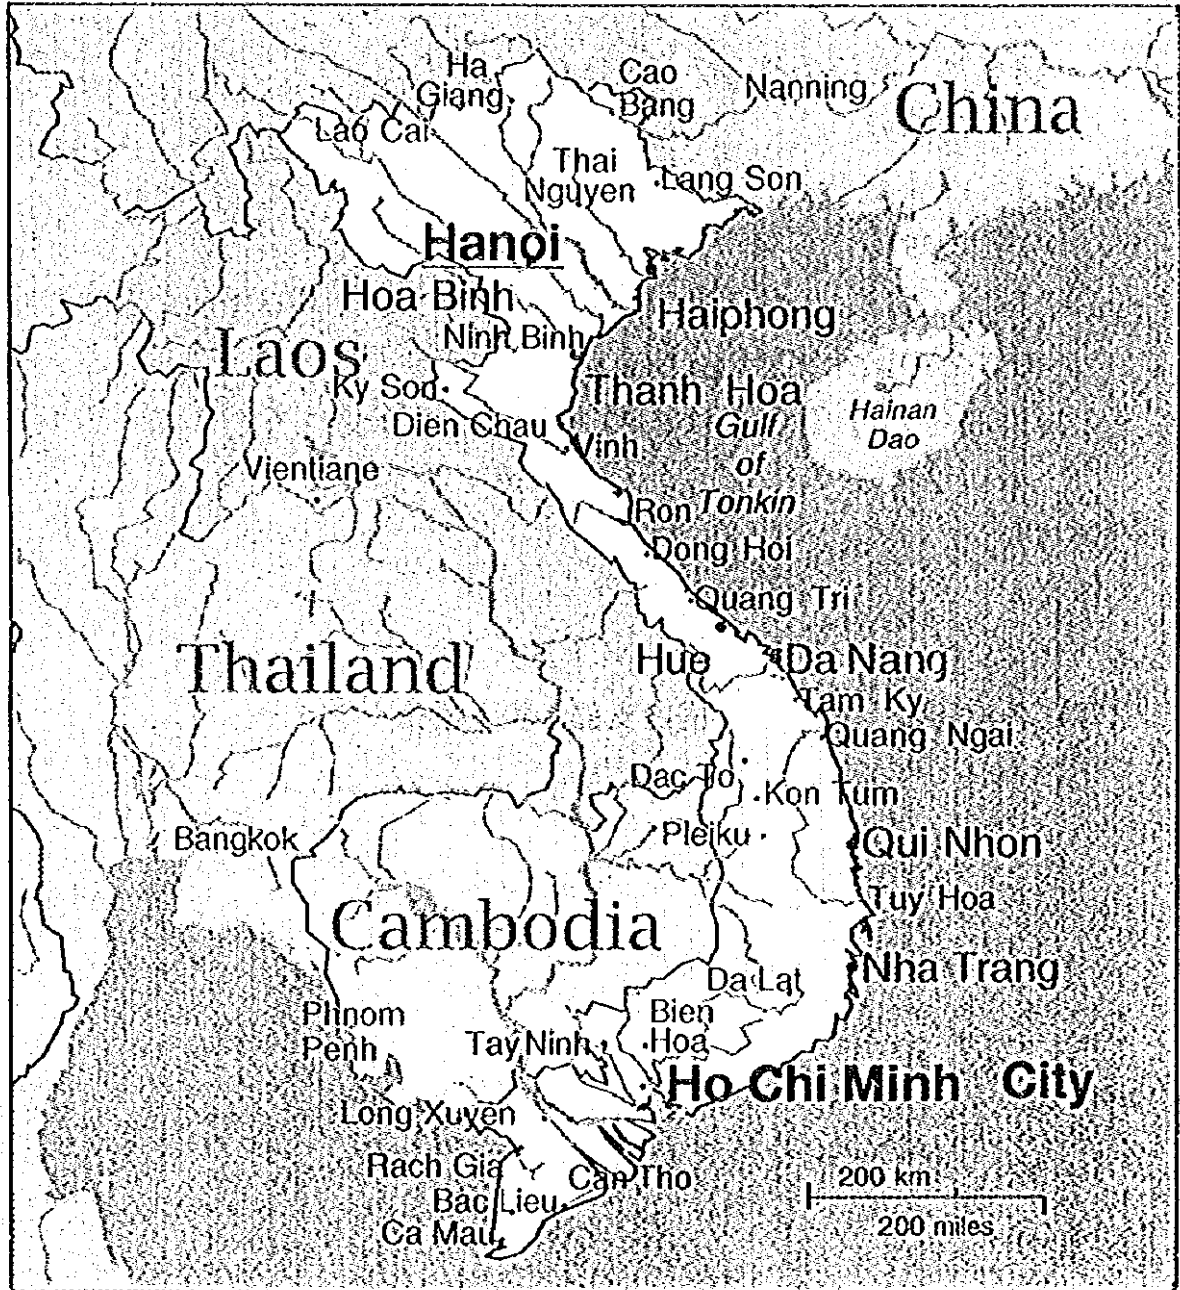 Ha
Giang
Cao
Bang
Nanning
China
Lao Cai
Thai
Nguyen
Lang Son
Hanoi
Hoa Binh
Haiphong
Ninh Binh
Laos
Ky Son
Thanh Hoa
Hainan
Dao
Dien Chau
Gulf
of
Tonkin
Vinh
Vientiane
Ron
Dong Hoi
Quang Tri
Thailand
Hue
Da Nang
Tam Ky
Quang Ngai
Dac To
Kon Tum
Bangkok
Pleiku
Qui Nhon
Cambodia
Tuy Hoa
Da Lat
Nha Trang
Phnom
Penh
Bien
Hoa
Tay Ninh
Ho Chi Minh City
Long Xuyen
Rach Gia
Can Tho
Bac Lieu
Ca Mau
200 km
200 miles